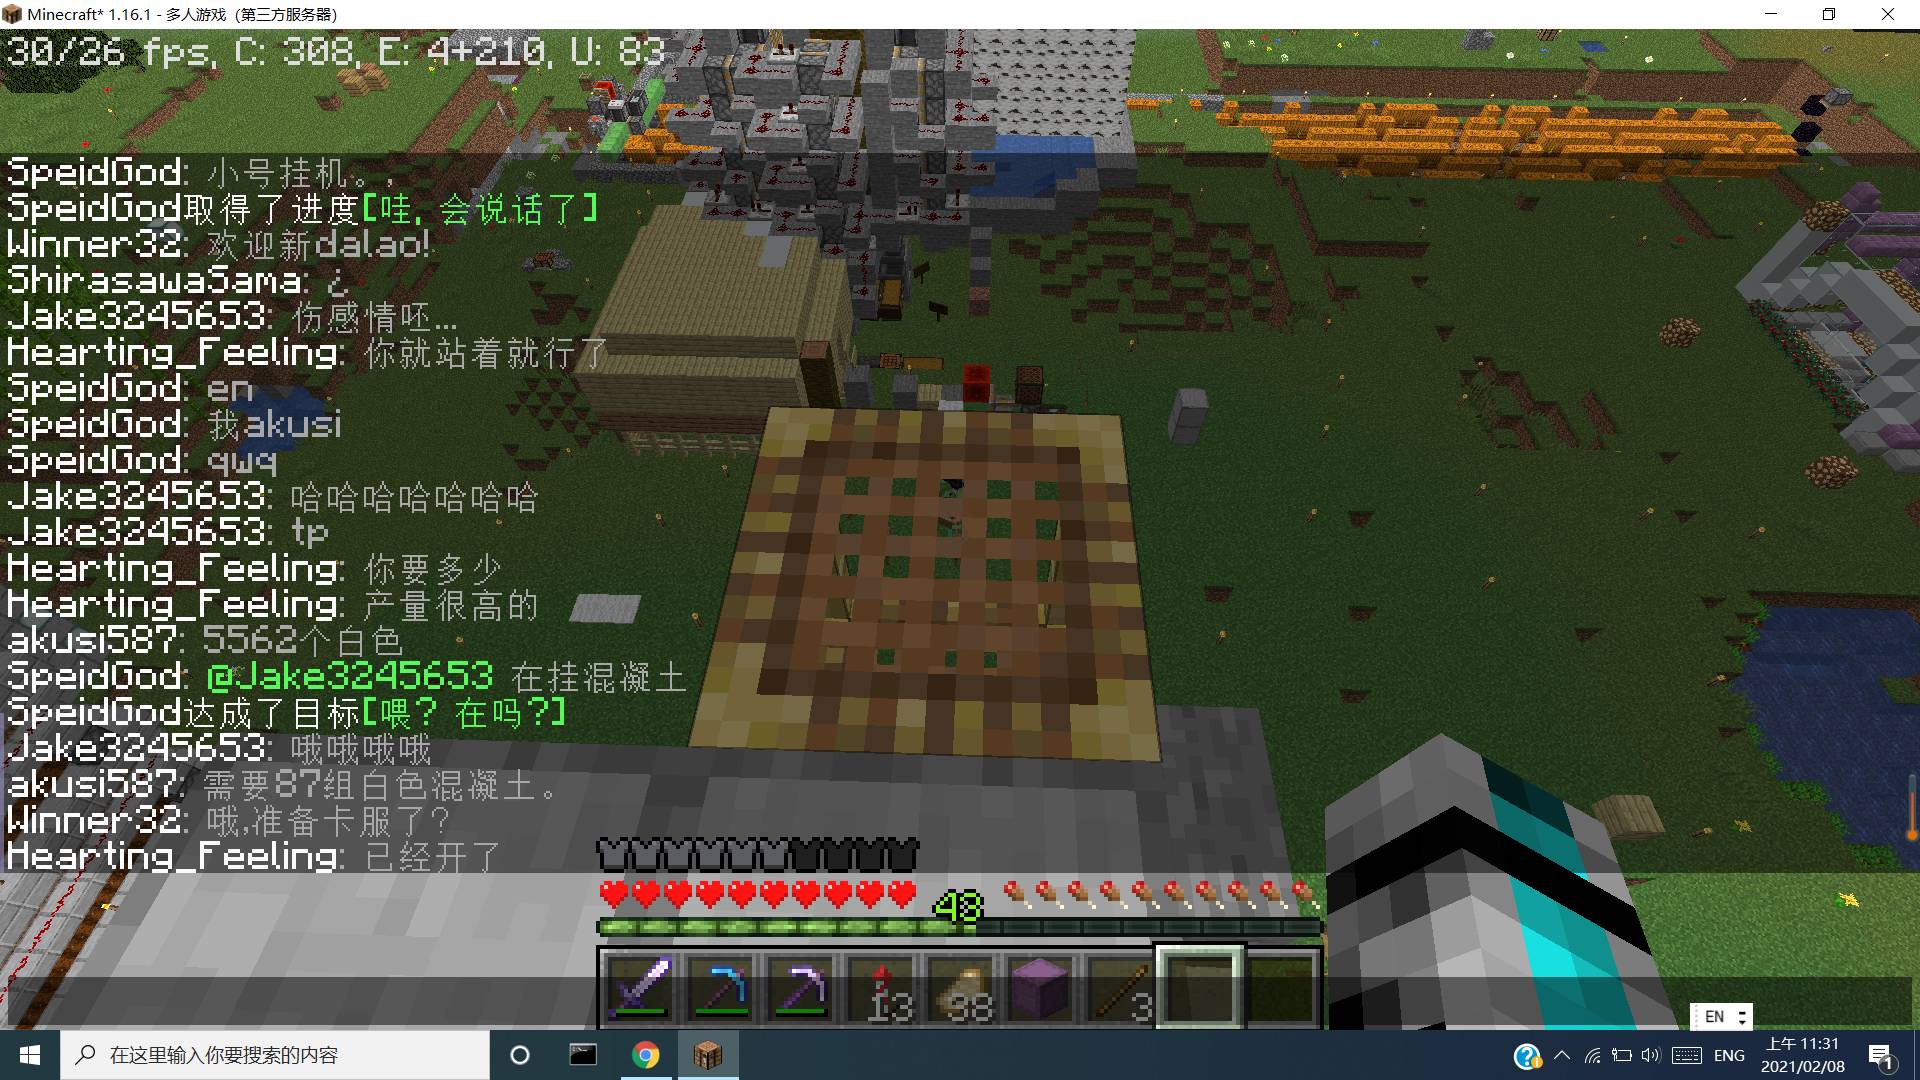 Minecraft* 1.16.1 - 多人游戏（第三方服务器）
30/26 fps, C: 308, E: 4+210, U: 83
SpeidGod: 小号挂机。，
SpeidGod取得了进度[哇，会说话了]
Winner32: 欢迎新dalao!
ShirasawaSama: ¿
Jake3245653: 伤感情呸...
Hearting_Feeling: 你就站着就行了
SpeidGod: en
SpeidGod: 我akusi
SpeidGod: qwq
Jake3245653: 哈哈哈哈哈哈哈
Jake3245653: tp
Hearting_Feeling: 你要多少
Hearting_Feeling: 产量很高的
akusi587: 5562个白色
SpeidGod: @Jake3245653 在挂混凝土
SpeidGod达成了目标[喂？在吗?]
Jake3245653: 哦哦哦哦
akusi587: 需要87组白色混凝土。
Winner32: 哦,准备卡服了?
Hearting_Feeling: 已经开了
48
13
38
3
EN
在这里输入你要搜索的内容
ENG
上午 11:31
2021/02/08
1